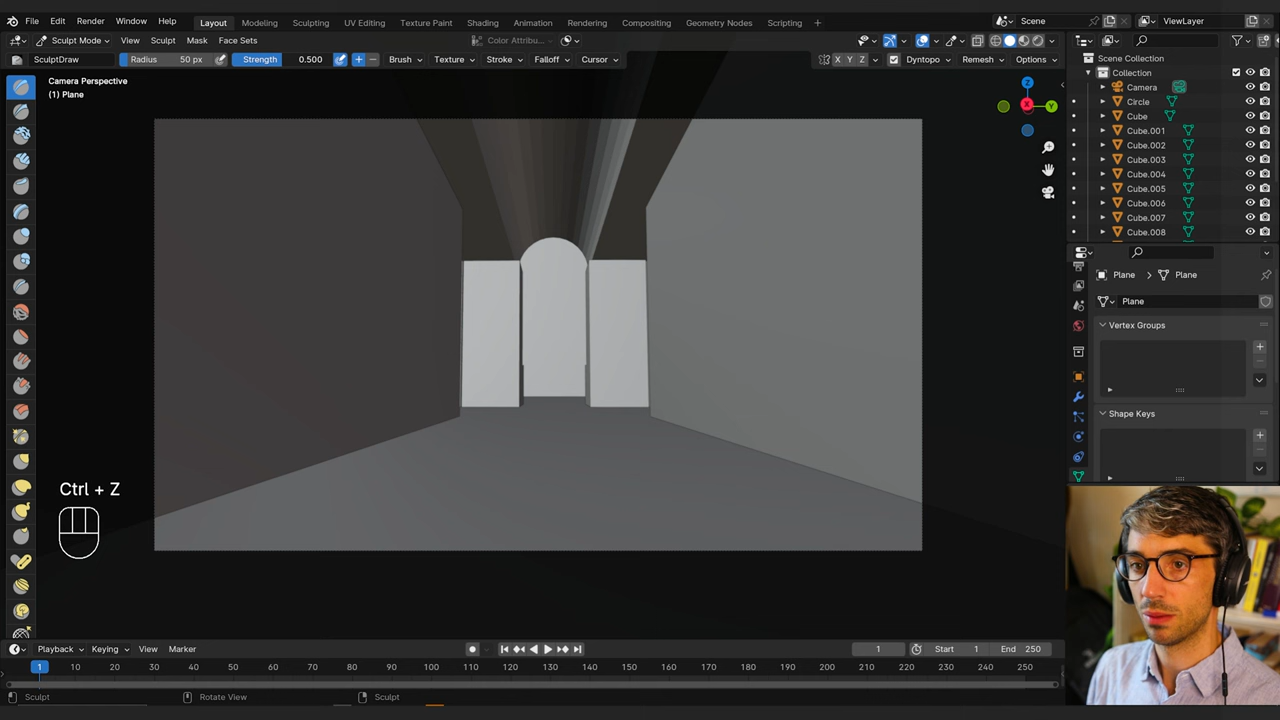 File Edit Render Window Help Layout Modeling Sculpting UV Editing Texture Paint Shading Animation Rendering Compositing Geometry Nodes Scripting + Scene ViewLayer
Sculpt Mode View Sculpt Mask Face Sets Color Attribu...
SculptDraw Radius 50 px Strength 0.500 Brush Texture Stroke Falloff Cursor X Y Z Dyntopo Remesh Options
Camera Perspective
(1) Plane
Z
X
Y
Scene Collection
Collection
Camera
Circle
Cube
Cube.001
Cube.002
Cube.003
Cube.004
Cube.005
Cube.006
Cube.007
Cube.008
Plane > Plane
Plane
Vertex Groups
Shape Keys
Ctrl + Z
Playback Keying View Marker 1 Start 1 End 250
1 10 20 30 40 50 60 70 80 90 100 110 120 130 140 150 160 170 180 190 200 210 220 230 240 250
Sculpt Rotate View Sculpt